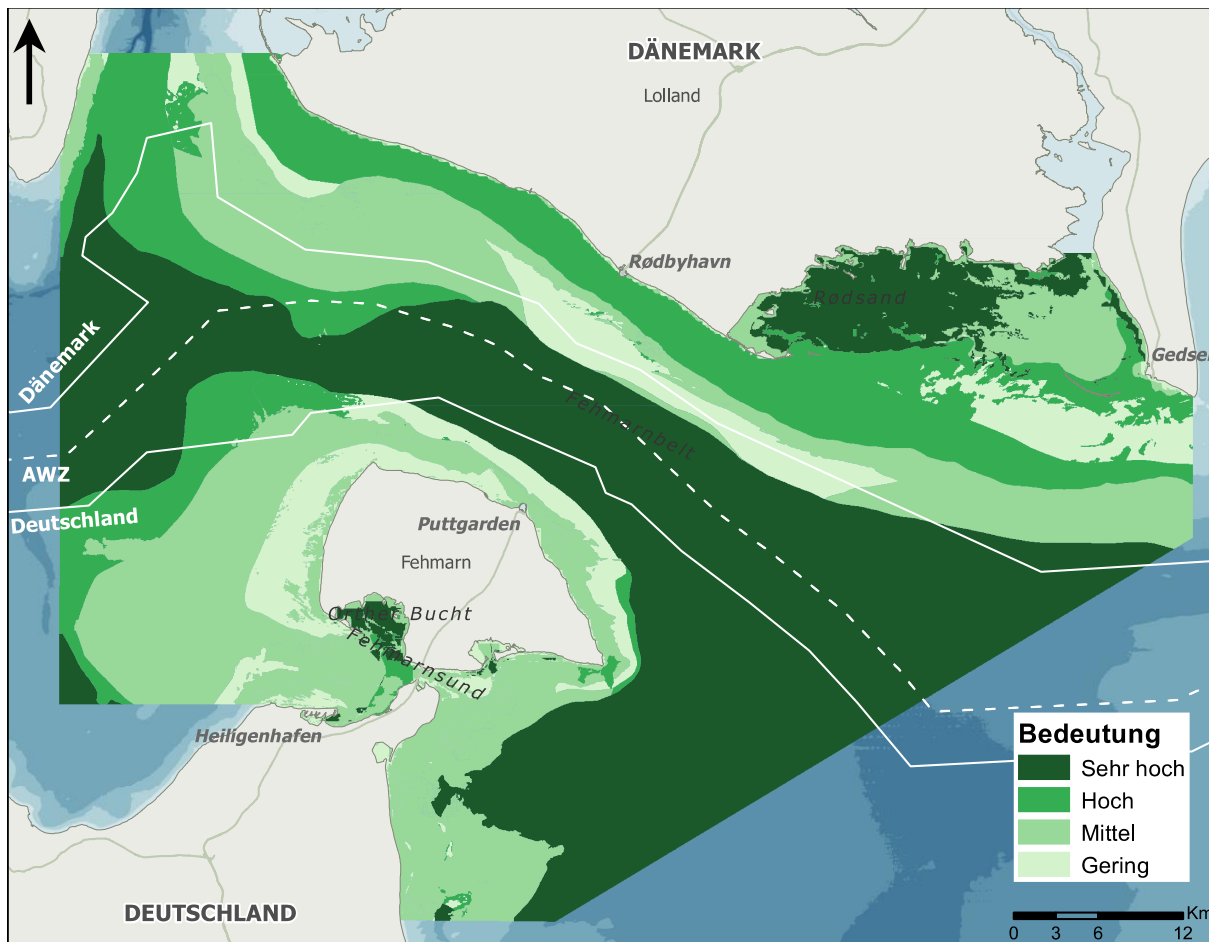 DÄNEMARK
Lolland
Rødbyhavn
Rødsand
Gedser
Dänemark
Fehmarnbelt
AWZ
Deutschland
Puttgarden
Fehmarn
Orther Bucht
Fehmarnsund
Heiligenhafen
DEUTSCHLAND
Bedeutung
Sehr hoch
Hoch
Mittel
Gering
Km
0 3 6 12